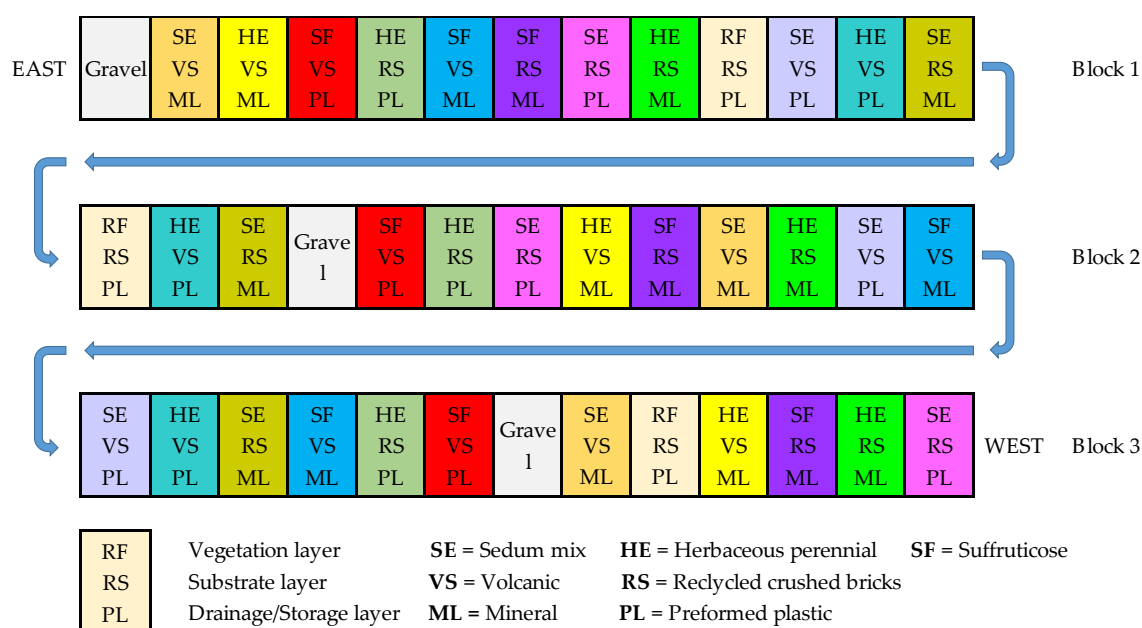 SE HE SF HE SF SF SE HE RF SE HE SE
EAST Gravel VS VS VS RS VS RS RS RS RS VS VS RS Block 1
ML ML PL PL ML ML PL ML PL PL PL ML
RF HE SE Grave SF HE SE HE SF SE HE SE SF
RS VS RS l VS RS RS VS RS VS RS VS VS Block 2
PL PL ML PL PL PL ML ML ML ML PL ML
SE HE SE SF HE SF Grave SE RF HE SF HE SE
VS VS RS VS RS VS l VS RS VS RS RS RS WEST Block 3
PL PL ML ML PL PL ML PL ML ML ML PL
RF Vegetation layer SE = Sedum mix HE = Herbaceous perennial SF = Suffruticose
RS Substrate layer VS = Volcanic RS = Reclycled crushed bricks
PL Drainage/Storage layer ML = Mineral PL = Preformed plastic